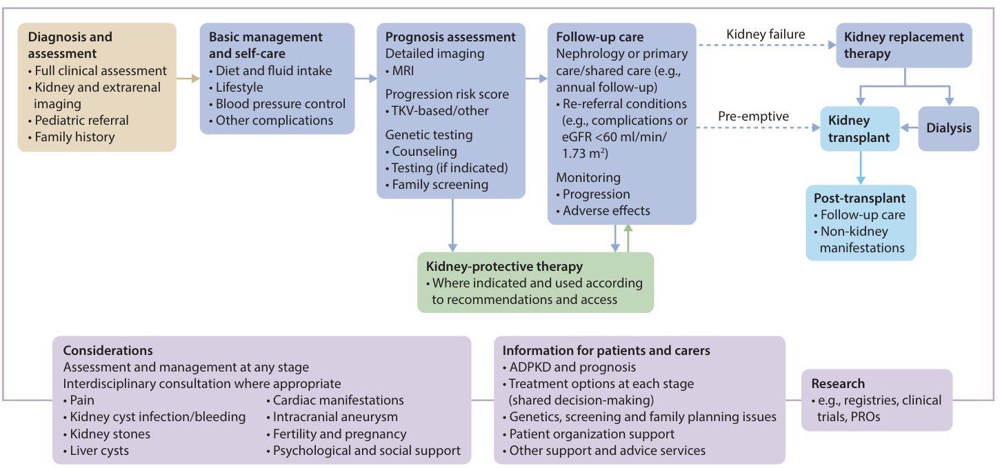 Diagnosis and
assessment
• Full clinical assessment
• Kidney and extrarenal
imaging
• Pediatric referral
• Family history
Basic management
and self-care
• Diet and fluid intake
• Lifestyle
• Blood pressure control
• Other complications
Prognosis assessment
Detailed imaging
• MRI
Progression risk score
• TKV-based/other
Genetic testing
• Counseling
• Testing (if indicated)
• Family screening
Follow-up care
Nephrology or primary
care/shared care (e.g.,
annual follow-up)
• Re-referral conditions
(e.g., complications or
eGFR <60 ml/min/
1.73 m²)
Monitoring
• Progression
• Adverse effects
Kidney failure
Pre-emptive
Kidney replacement
therapy
Kidney
transplant
Dialysis
Post-transplant
• Follow-up care
• Non-kidney
manifestations
Kidney-protective therapy
• Where indicated and used according
to recommendations and access
Considerations
Assessment and management at any stage
Interdisciplinary consultation where appropriate
• Pain
• Kidney cyst infection/bleeding
• Kidney stones
• Liver cysts
• Cardiac manifestations
• Intracranial aneurysm
• Fertility and pregnancy
• Psychological and social support
Information for patients and carers
• ADPKD and prognosis
• Treatment options at each stage
(shared decision-making)
• Genetics, screening and family planning issues
• Patient organization support
• Other support and advice services
Research
• e.g., registries, clinical
trials, PROs